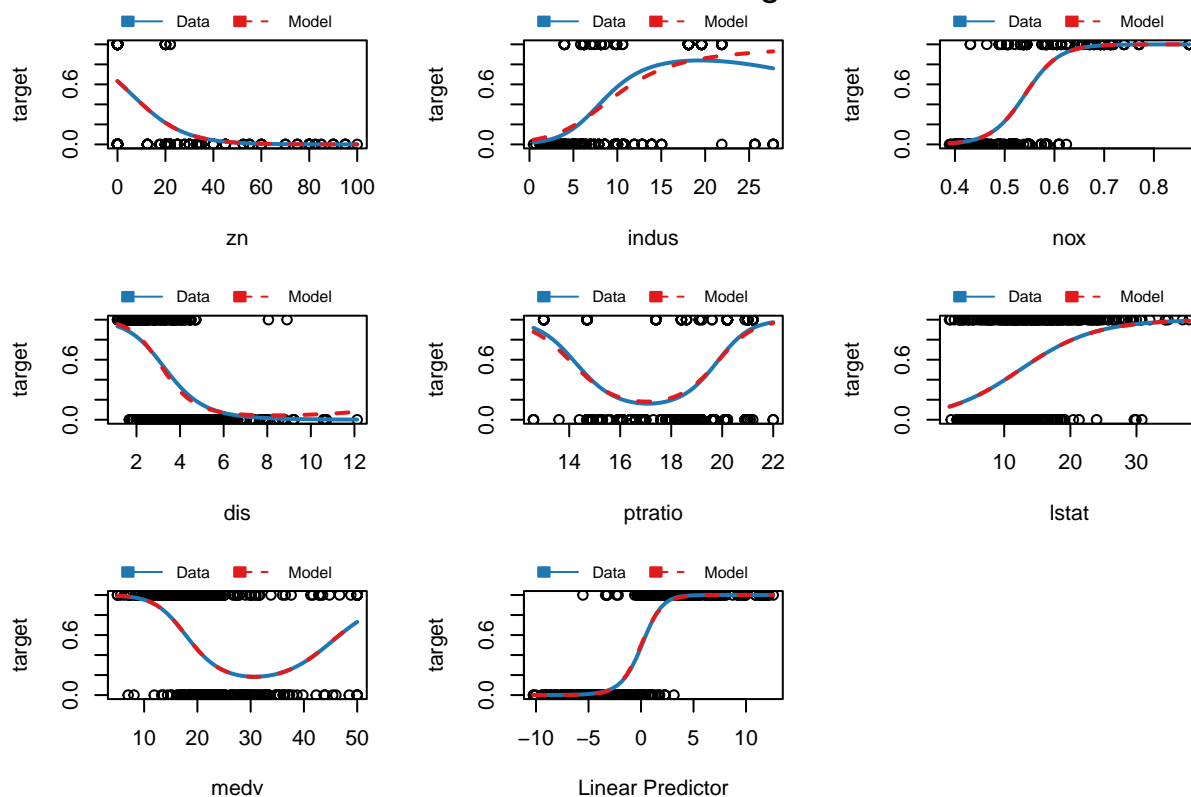 Data Model Data Model Data Model
target 0.0 0.6 target 0.0 0.6 target 0.0 0.6
0 20 40 60 80 100 0 5 10 15 20 25 0.4 0.5 0.6 0.7 0.8
zn indus nox
Data Model Data Model Data Model
target 0.0 0.6 target 0.0 0.6 target 0.0 0.6
2 4 6 8 10 12 14 16 18 20 22 10 20 30
dis ptratio lstat
Data Model Data Model
target 0.0 0.6 target 0.0 0.6
10 20 30 40 50 −10 −5 0 5 10
medv Linear Predictor